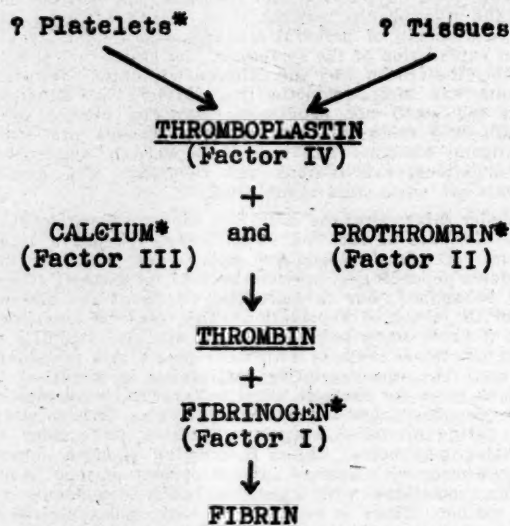 ? Platelets* ? Tissues
THROMBOPLASTIN
(Factor IV)
+
CALCIUM* and PROTHROMBIN*
(Factor III) (Factor II)
THROMBIN
+
FIBRINOGEN*
(Factor I)
FIBRIN